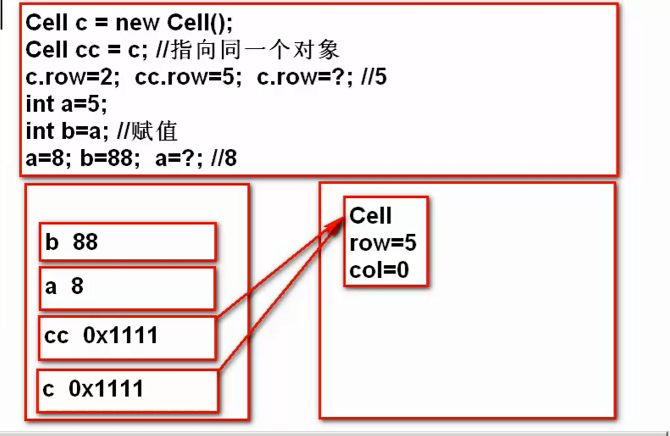 Cell c = new Cell();
Cell cc = c; //指向同一个对象
c.row=2; cc.row=5; c.row=?; //5
int a=5;
int b=a; //赋值
a=8; b=88; a=?; //8
b 88
a 8
cc 0x1111
c 0x1111
Cell
row=5
col=0